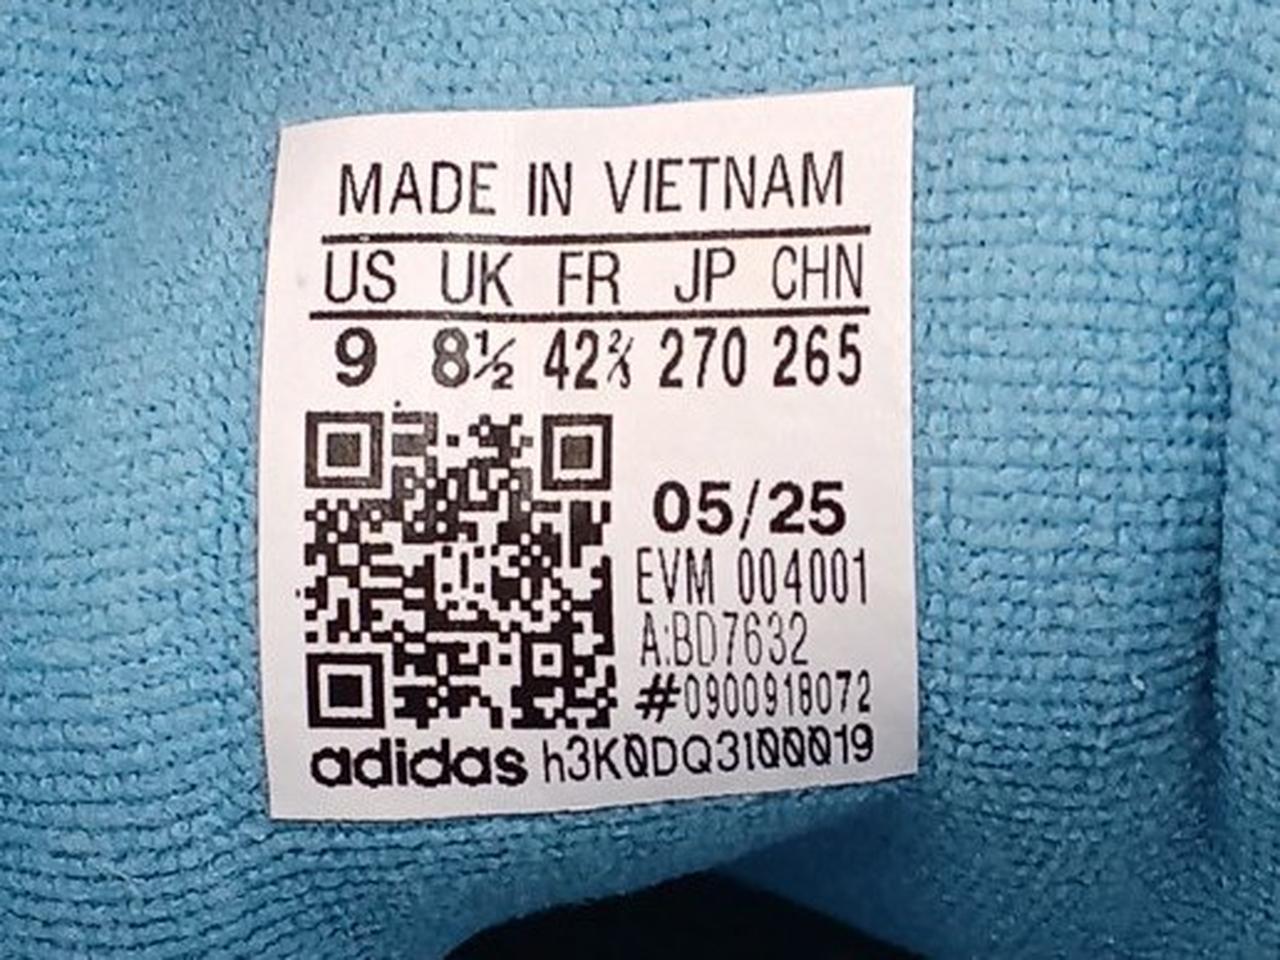 MADE IN VIETNAM
US UK FR JP CHN
9 8½ 42⅔ 270 265
05/25
EVM 004001
A:BD7632
#0900918072
adidas h3K0DQ3100019